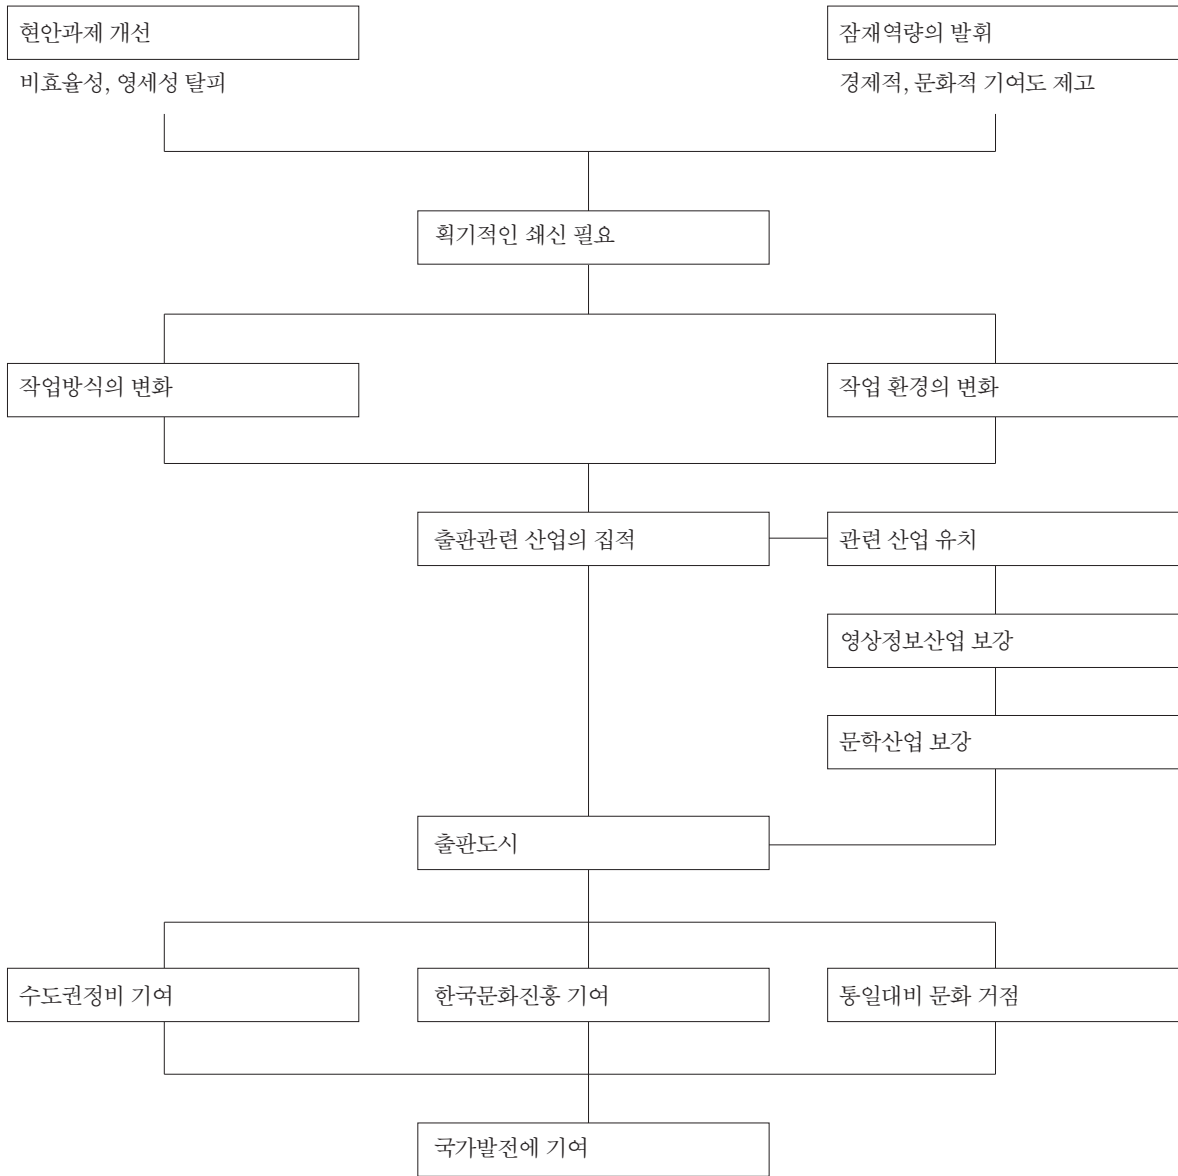 현안과제 개선
잠재역량의 발휘
비효율성, 영세성 탈피
경제적, 문화적 기여도 제고
획기적인 쇄신 필요
작업방식의 변화
작업 환경의 변화
출판관련 산업의 집적
관련 산업 유치
영상정보산업 보강
문학산업 보강
출판도시
수도권정비 기여
한국문화진흥 기여
통일대비 문화 거점
국가발전에 기여